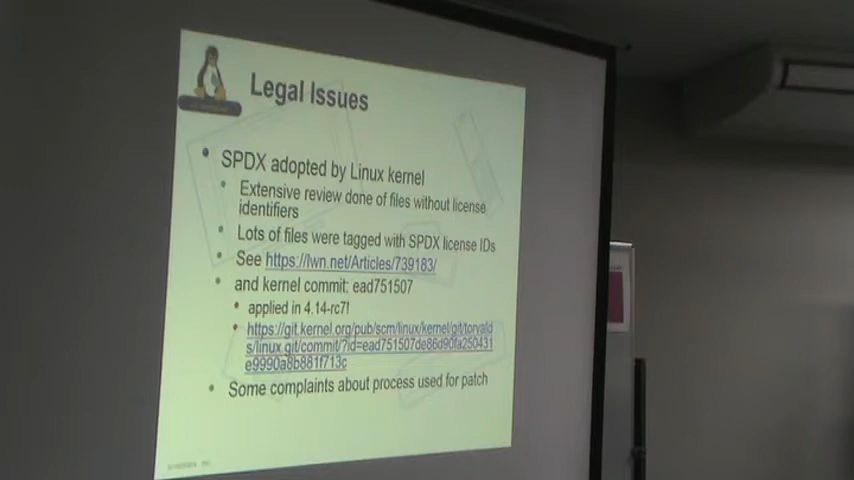 Legal Issues
SPDX adopted by Linux kernel
Extensive review done of files without license
identifiers
Lots of files were tagged with SPDX license IDs
See https://lwn.net/Articles/739183/
and kernel commit: ead751507
applied in 4.14-rc7!
https://git.kernel.org/pub/scm/linux/kernel/git/torvald
s/linux.git/commit/?id=ead751507de86d90fa250431
e9990a8b881f713c
Some complaints about process used for patch